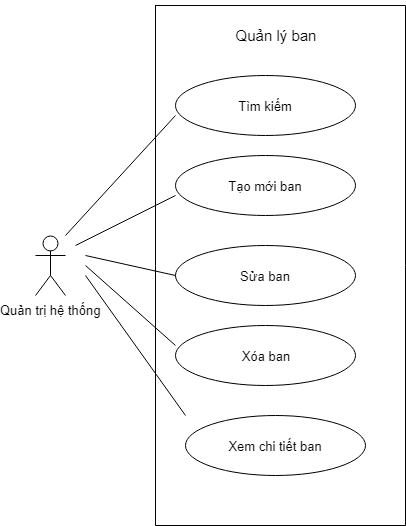 Quản lý ban
Tìm kiếm
Tạo mới ban
Sửa ban
Quản trị hệ thống
Xóa ban
Xem chi tiết ban